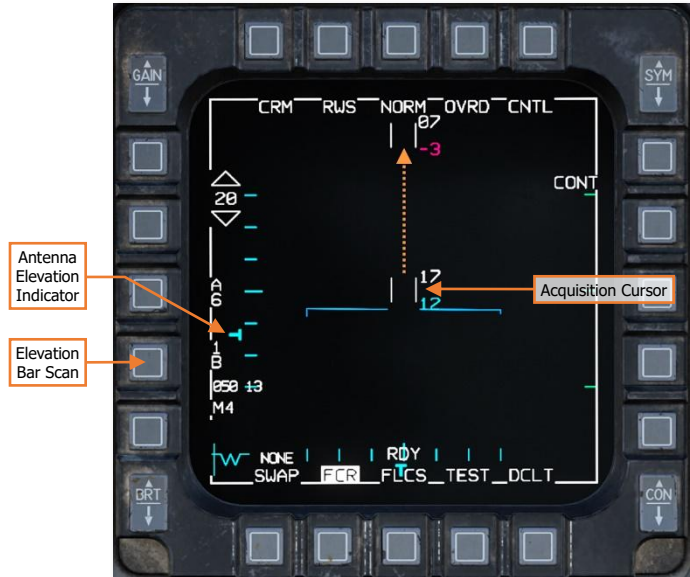 GAIN
SYM
CRM RWS NORM OVRD CNTL
07
-3
20
CONT
17
12
Acquisition Cursor
Antenna
Elevation
Indicator
A
6
Elevation
Bar Scan
1
B
050 13
M4
NONE RDY
SWAP FCR FLCS TEST DCLT
BRT
CON